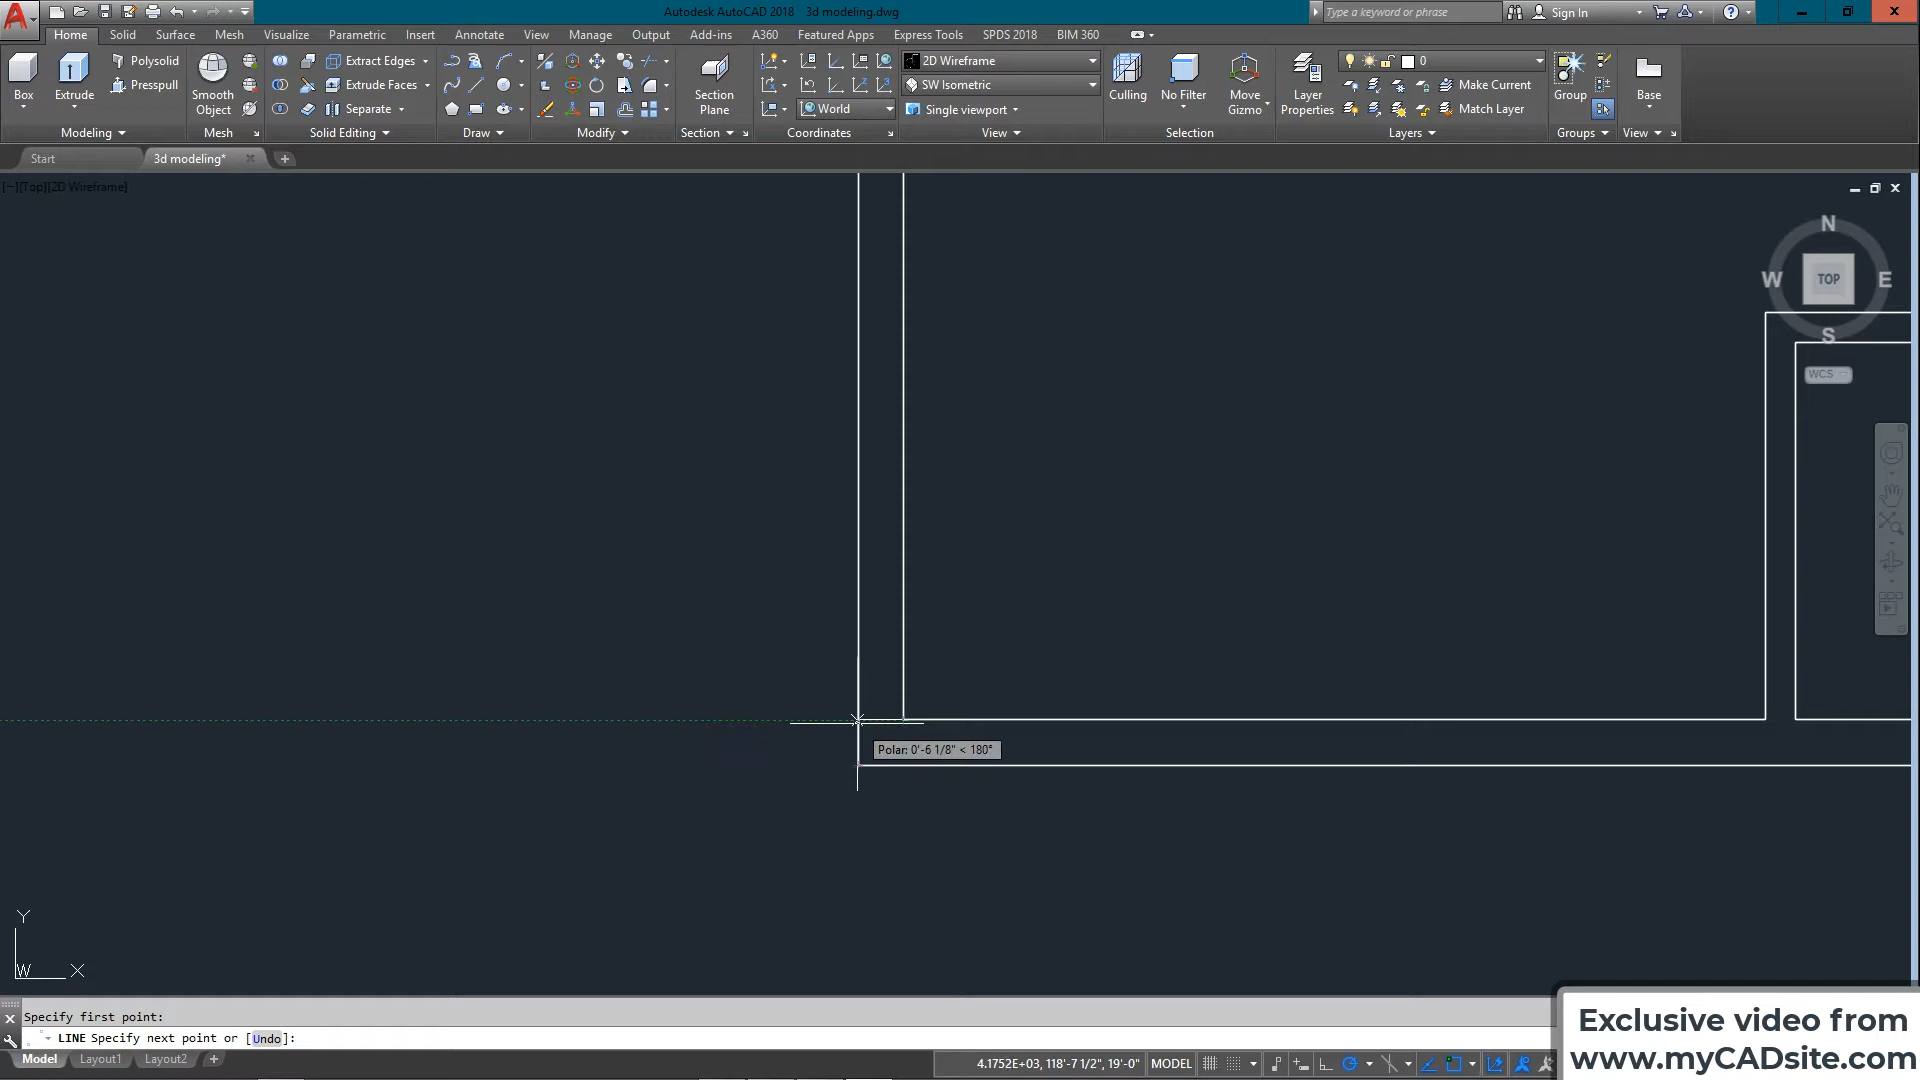 Autodesk AutoCAD 2018 3d modeling.dwg
Type a keyword or phrase
Sign In
Home Solid Surface Mesh Visualize Parametric Insert Annotate View Manage Output Add-ins A360 Featured Apps Express Tools SPDS 2018 BIM 360
Box
Extrude
Polysolid
Presspull
Smooth
Object
Extract Edges
Extrude Faces
Separate
Section
Plane
World
2D Wireframe
SW Isometric
Single viewport
Culling
No Filter
Move
Gizmo
Layer
Properties
0
Make Current
Match Layer
Group
Base
Modeling Mesh Solid Editing Draw Modify Section Coordinates View Selection Layers Groups View
Start
3d modeling*
[−][Top][2D Wireframe]
N
W TOP E
S
WCS
Polar: 0'-6 1/8" < 180°
Y
W X
Specify first point:
LINE Specify next point or [Undo]:
Model Layout1 Layout2
4.1752E+03, 118'-7 1/2", 19'-0" MODEL
Exclusive video from
www.myCADsite.com